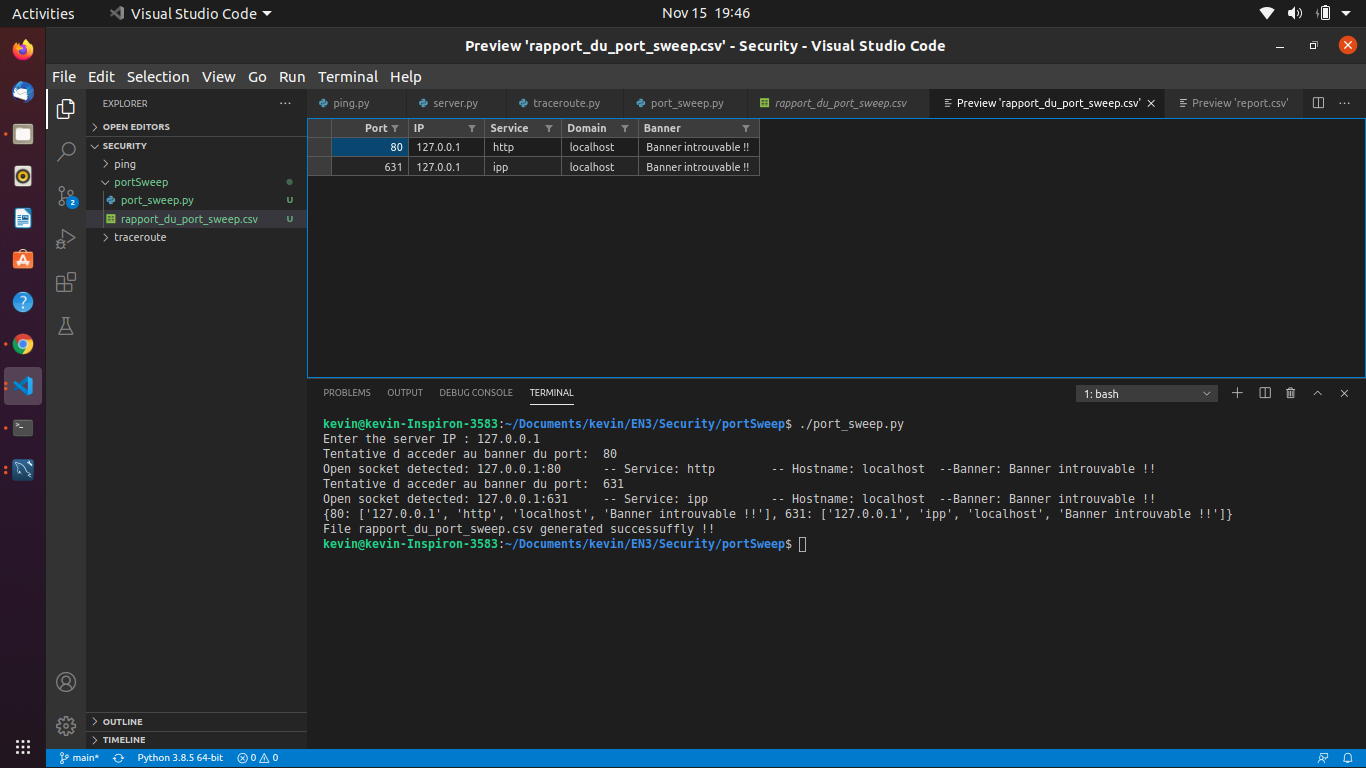 Activities
Visual Studio Code
Nov 15 19:46
Preview 'rapport_du_port_sweep.csv' - Security - Visual Studio Code
File Edit Selection View Go Run Terminal Help
EXPLORER
ping.py
server.py
traceroute.py
port_sweep.py
rapport_du_port_sweep.csv
Preview 'rapport_du_port_sweep.csv'
Preview 'report.csv'
OPEN EDITORS
SECURITY
ping
portSweep
port_sweep.py U
rapport_du_port_sweep.csv U
traceroute
2
Port IP Service Domain Banner
80 127.0.0.1 http localhost Banner introuvable !!
631 127.0.0.1 ipp localhost Banner introuvable !!
PROBLEMS OUTPUT DEBUG CONSOLE TERMINAL
1: bash
kevin@kevin-Inspiron-3583:~/Documents/kevin/EN3/Security/portSweep$ ./port_sweep.py
Enter the server IP : 127.0.0.1
Tentative d acceder au banner du port:  80
Open socket detected: 127.0.0.1:80      -- Service: http        -- Hostname: localhost  --Banner: Banner introuvable !!
Tentative d acceder au banner du port:  631
Open socket detected: 127.0.0.1:631     -- Service: ipp         -- Hostname: localhost  --Banner: Banner introuvable !!
{80: ['127.0.0.1', 'http', 'localhost', 'Banner introuvable !!'], 631: ['127.0.0.1', 'ipp', 'localhost', 'Banner introuvable !!']}
File rapport_du_port_sweep.csv generated successuffly !!
kevin@kevin-Inspiron-3583:~/Documents/kevin/EN3/Security/portSweep$
OUTLINE
TIMELINE
main*
Python 3.8.5 64-bit
0
0